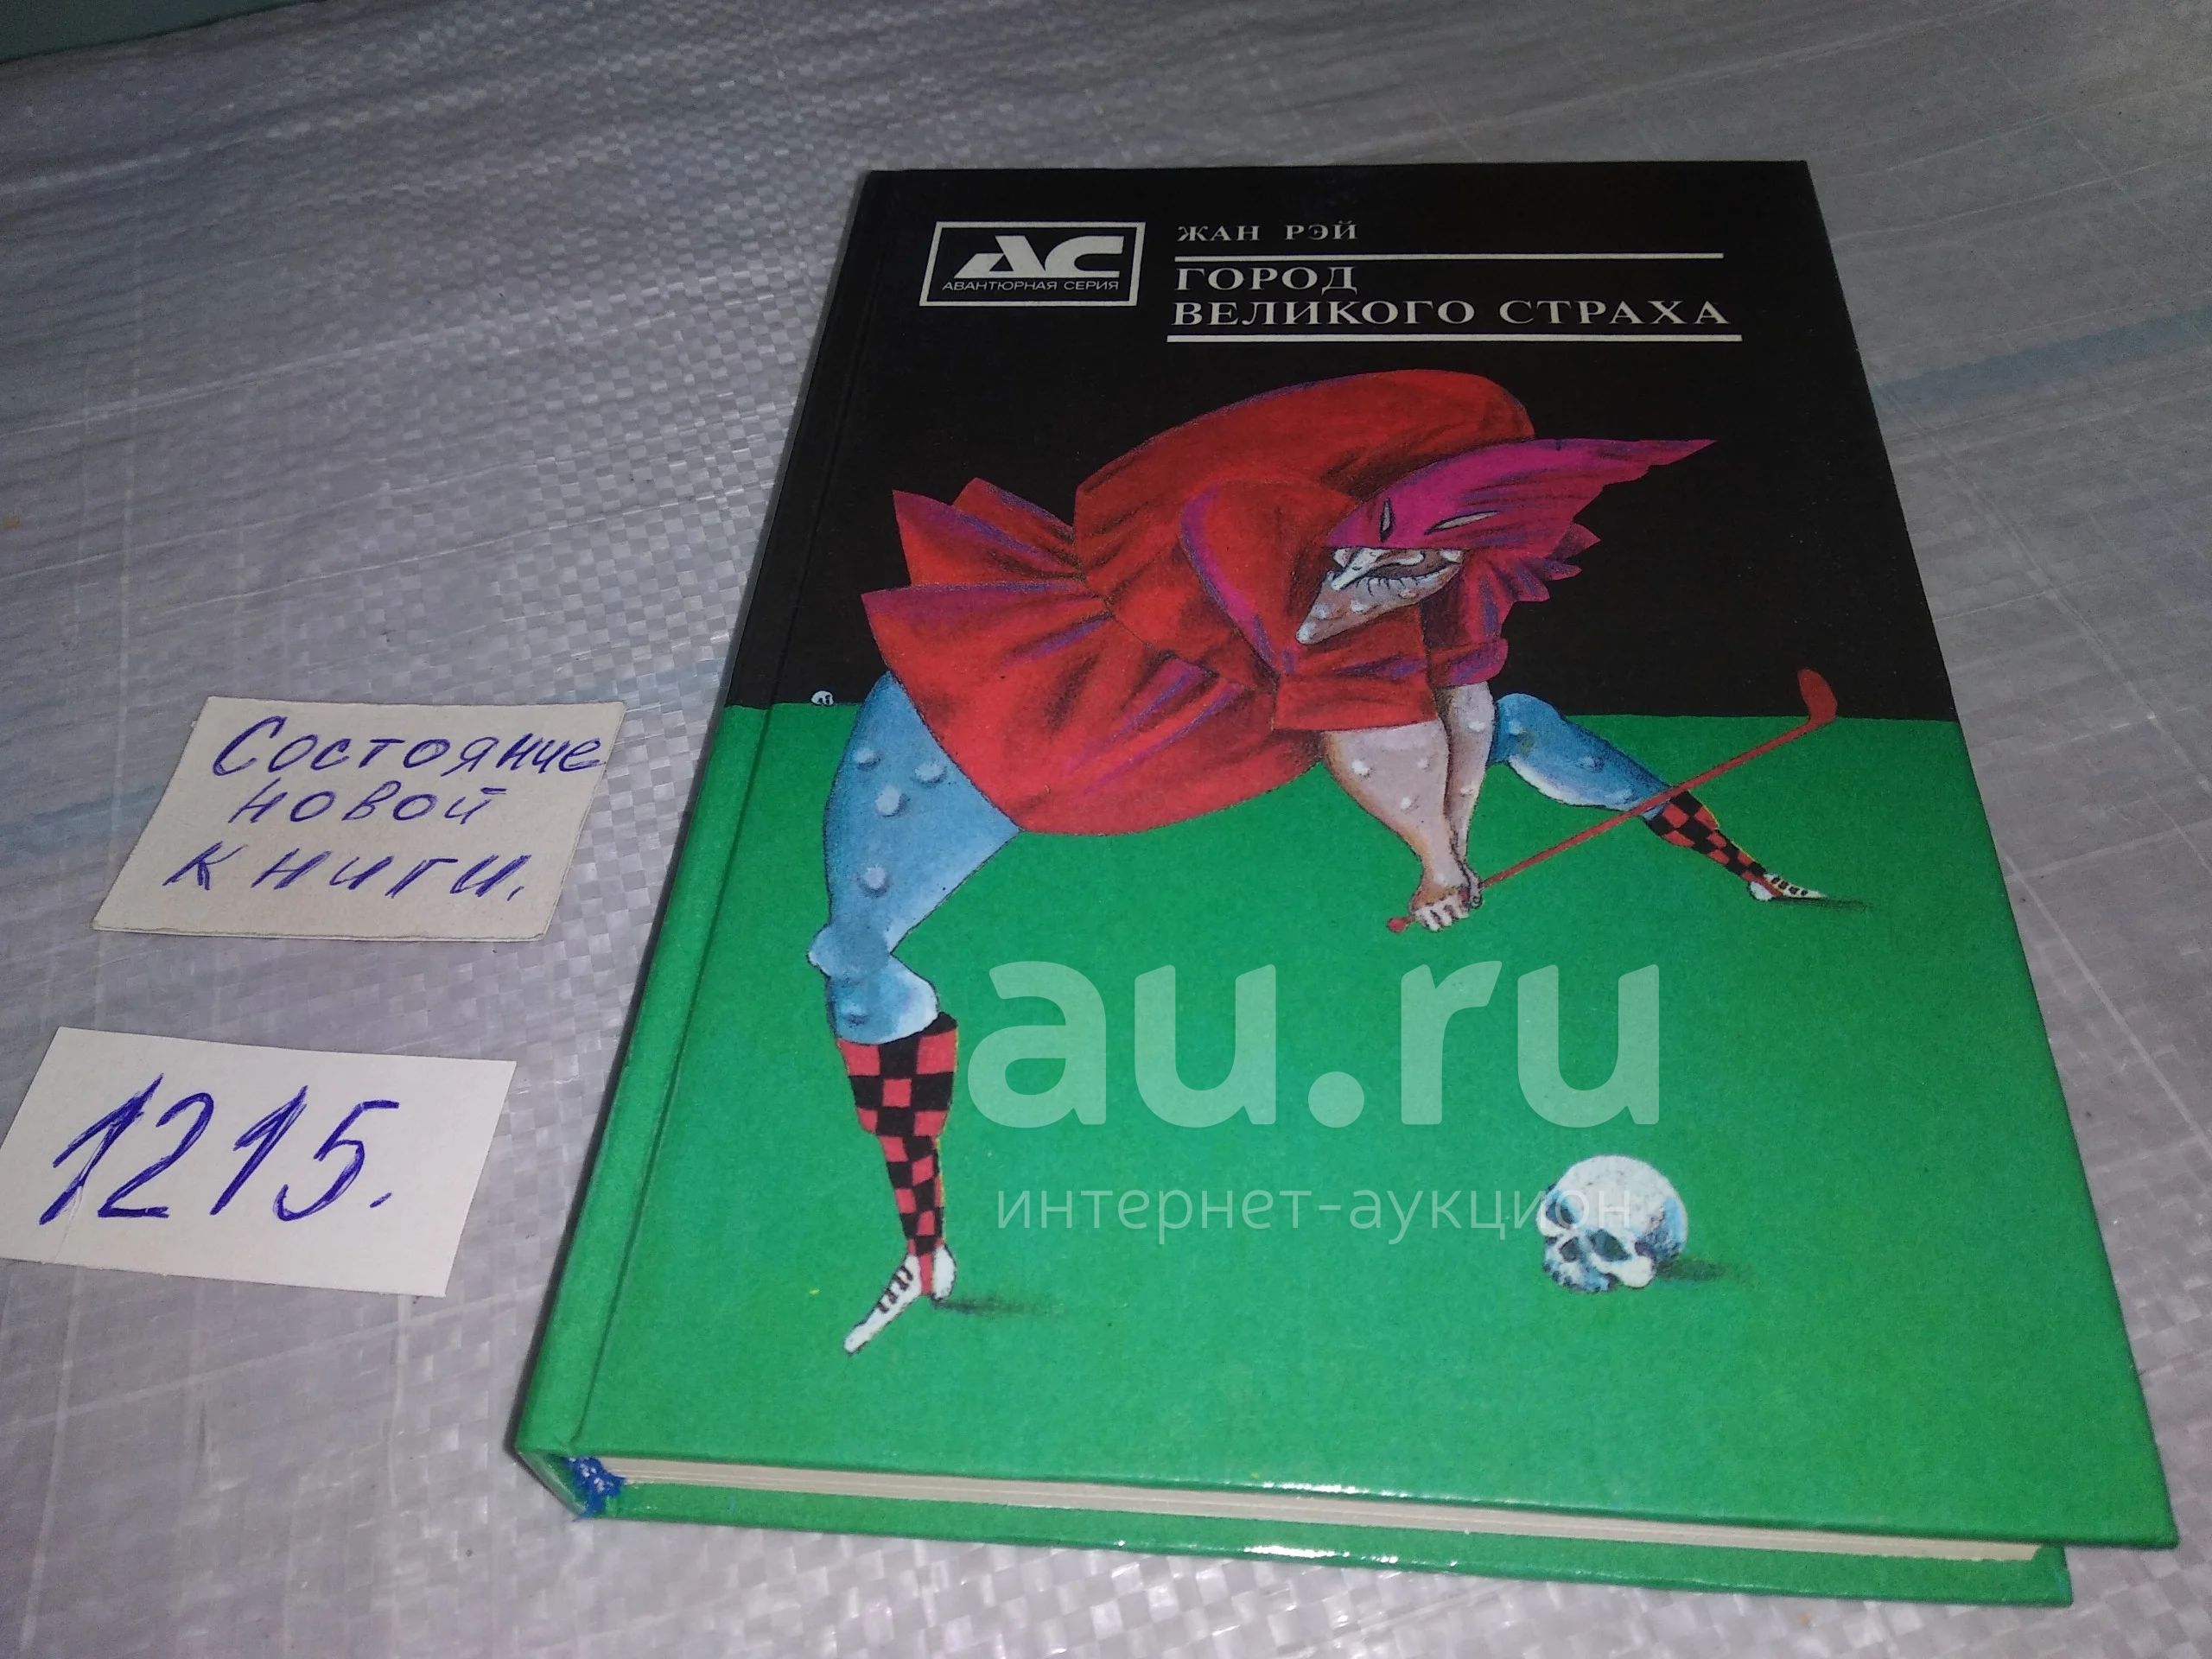 АС
АВАНТЮРНАЯ СЕРИЯ
ЖАН РЭЙ
ГОРОД
ВЕЛИКОГО СТРАХА
Состояние
новой
книги.
1215.
au.ru
интернет-аукцион